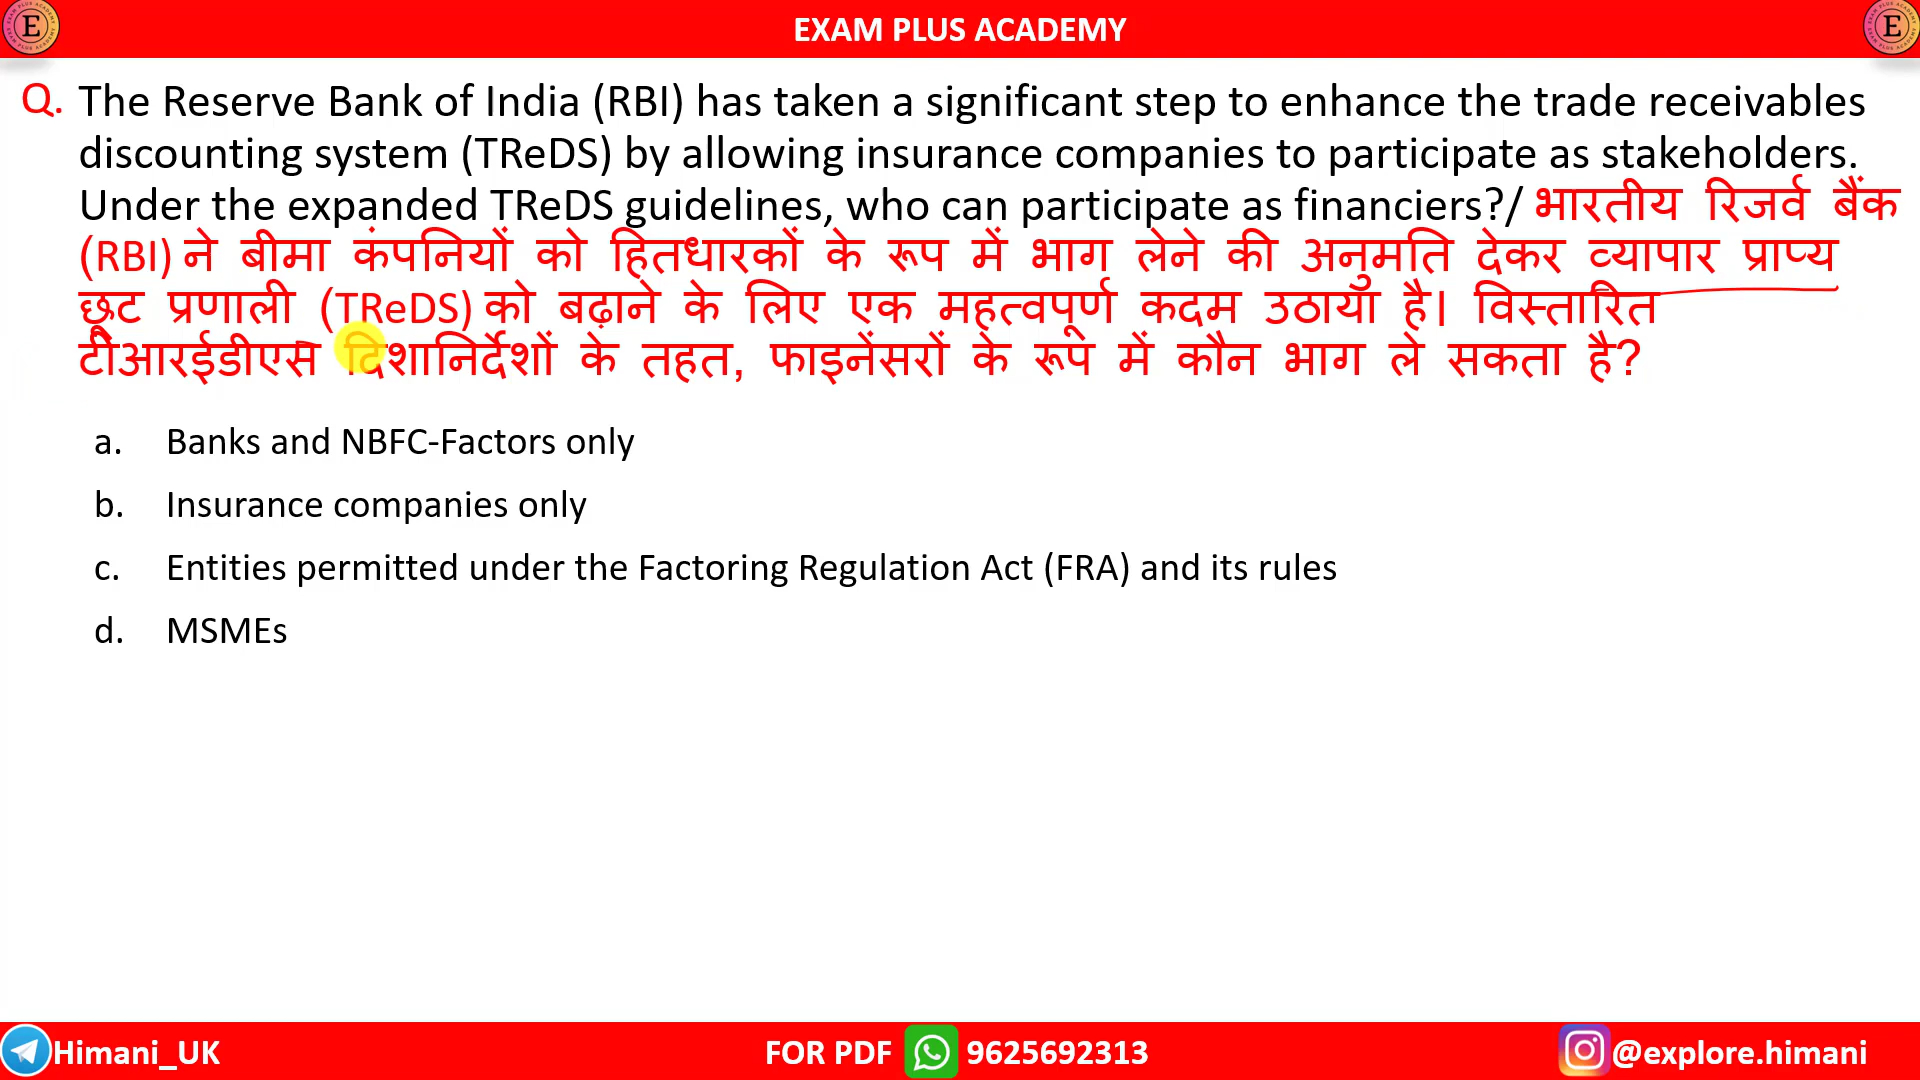 EXAM PLUS ACADEMY
Q. The Reserve Bank of India (RBI) has taken a significant step to enhance the trade receivables
discounting system (TReDS) by allowing insurance companies to participate as stakeholders.
Under the expanded TReDS guidelines, who can participate as financiers?/ भारतीय रिजर्व बैंक
(RBI) ने बीमा कंपनियों को हितधारकों के रूप में भाग लेने की अनुमति देकर व्यापार प्राप्य
छूट प्रणाली (TReDS) को बढ़ाने के लिए एक महत्वपूर्ण कदम उठाया है। विस्तारित
टीआरईडीएस दिशानिर्देशों के तहत, फाइनेंसरों के रूप में कौन भाग ले सकता है?
a. Banks and NBFC-Factors only
b. Insurance companies only
c. Entities permitted under the Factoring Regulation Act (FRA) and its rules
d. MSMEs
Himani_UK FOR PDF 9625692313 @explore.himani